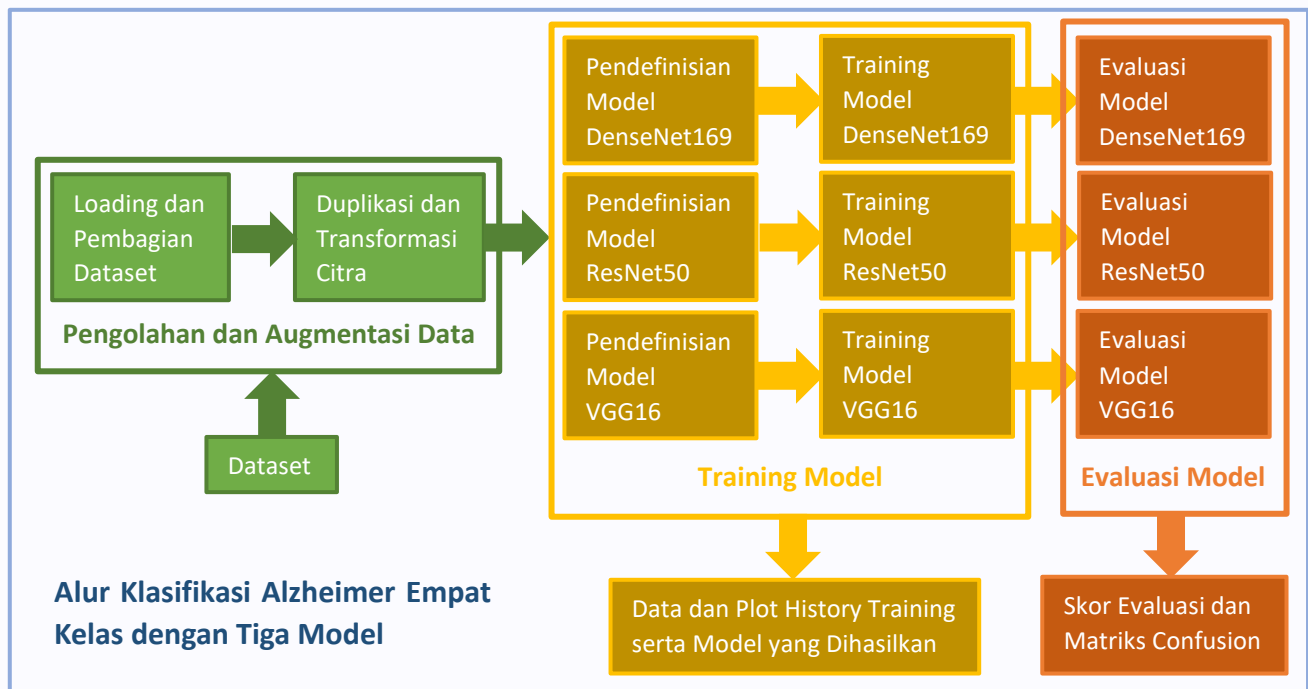 Loading dan
Pembagian
Dataset
Duplikasi dan
Transformasi
Citra
Pengolahan dan Augmentasi Data
Dataset
Pendefinisian
Model
DenseNet169
Training
Model
DenseNet169
Pendefinisian
Model
ResNet50
Training
Model
ResNet50
Pendefinisian
Model
VGG16
Training
Model
VGG16
Training Model
Evaluasi
Model
DenseNet169
Evaluasi
Model
ResNet50
Evaluasi
Model
VGG16
Evaluasi Model
Data dan Plot History Training
serta Model yang Dihasilkan
Skor Evaluasi dan
Matriks Confusion
Alur Klasifikasi Alzheimer Empat
Kelas dengan Tiga Model